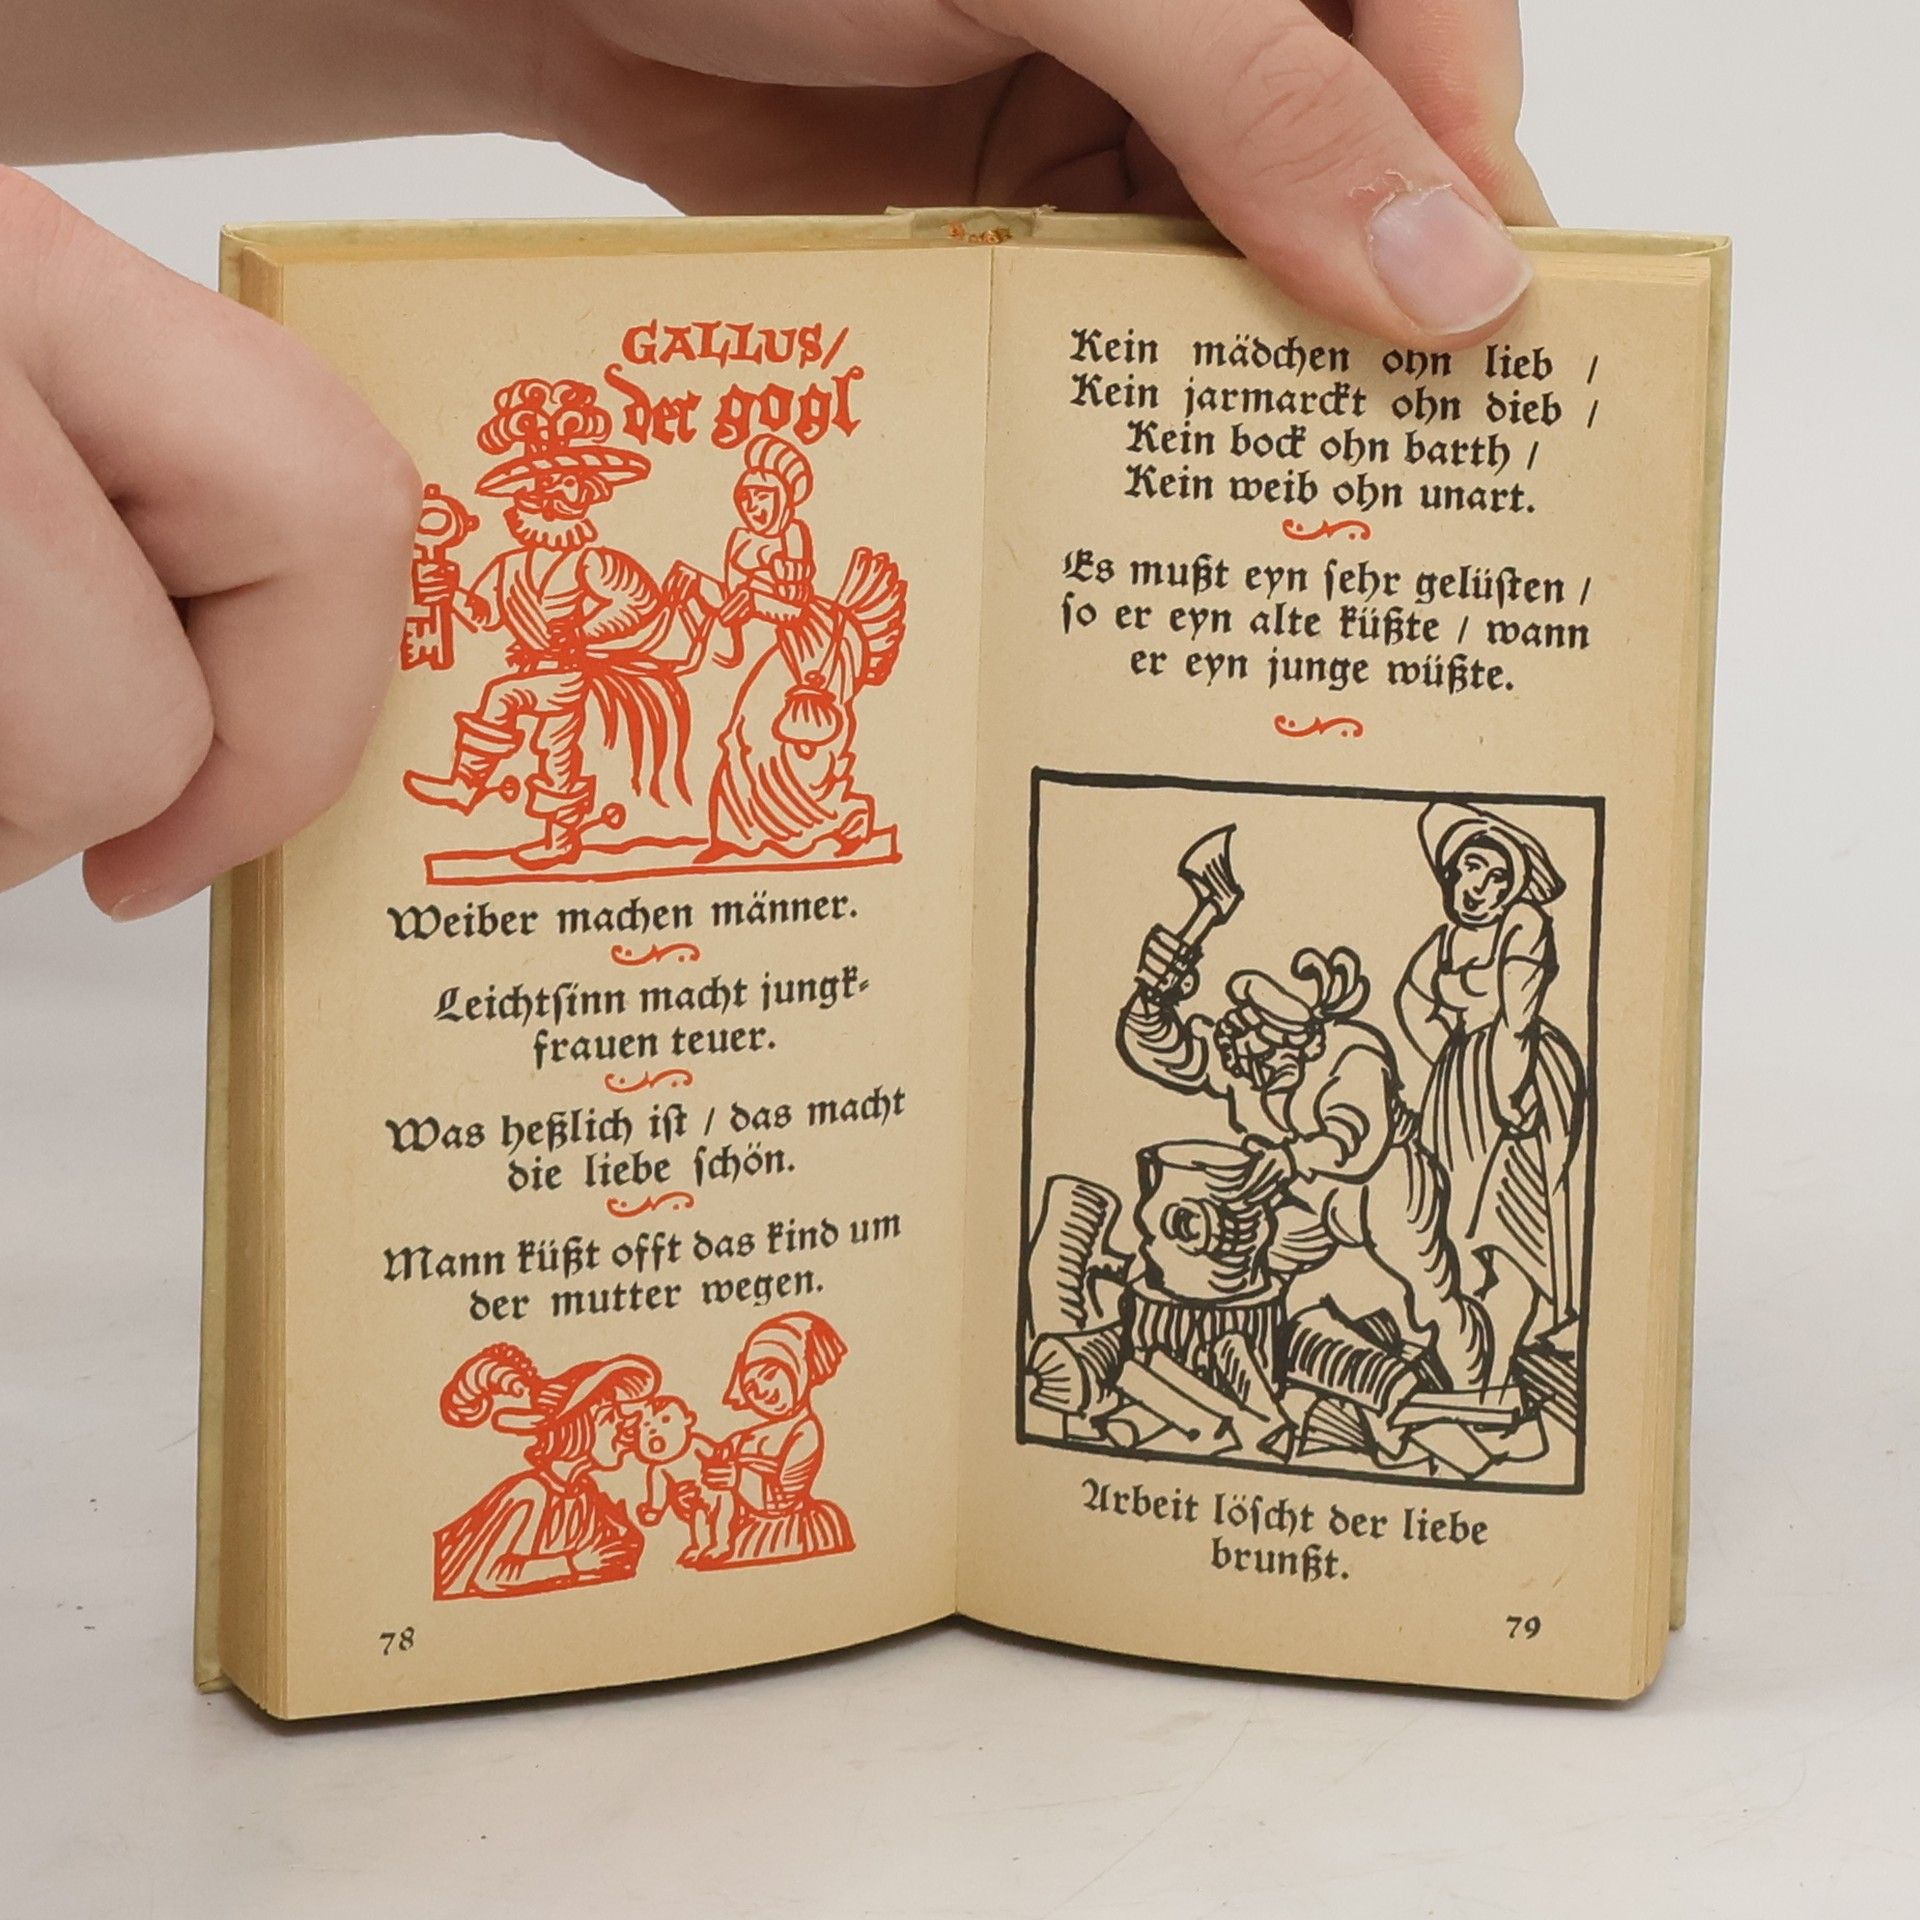 GALLUS/
der gogl
Weiber machen männer.
Leichtſinn macht jungk⸗
frauen teuer.
Was heßlich iſt / das macht
die liebe ſchön.
Mann küßt offt das kind um
der mutter wegen.
78
Kein mädchen ohn lieb /
Kein jarmarckt ohn dieb /
Kein bock ohn barth /
Kein weib ohn unart.
Es mußt eyn ſehr gelüſten /
ſo er eyn alte küßte / wann
er eyn junge wüßte.
Arbeit löſcht der liebe
brunßt.
79